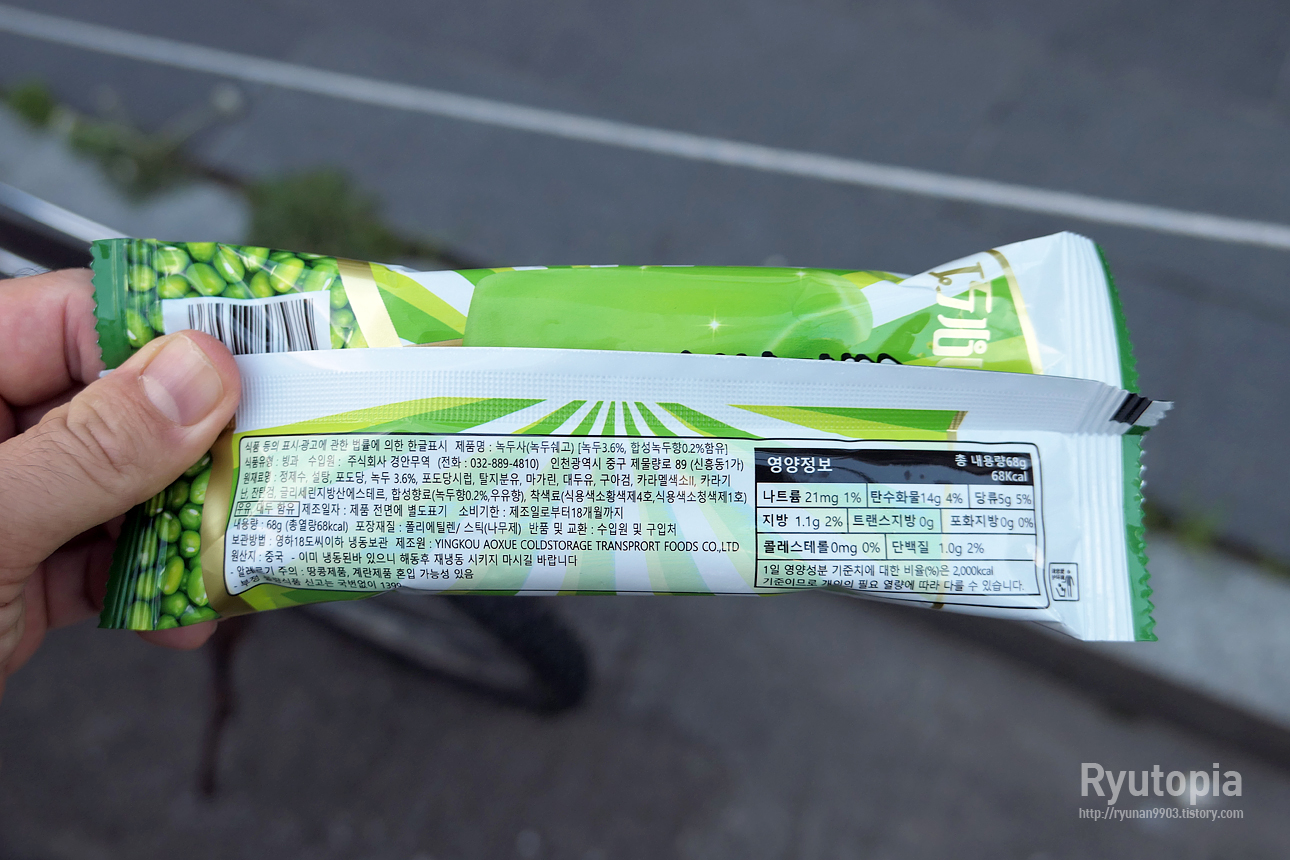 식품 등의 표시·광고에 관한 법률에 의한 한글표시 제품명 : 녹두사(녹두쉐고) [녹두3.6%, 합성녹두향0.2%함유]
식품유형 : 빙과 수입원 : 주식회사 경안무역 (전화 : 032-889-4810) 인천광역시 중구 제물량로 89 (신흥동1가)
원재료명 : 정제수, 설탕, 포도당, 녹두 3.6%, 포도당시럽, 탈지분유, 마가린, 대두유, 구아검, 카라멜색소II, 카라기
난, 잔탄검, 글리세린지방산에스테르, 합성향료(녹두향0.2%,우유향), 착색료(식용색소황색제4호,식용색소청색제1호)
우유, 대두 함유 제조일자 : 제품 전면에 별도표기 소비기한 : 제조일로부터18개월까지
내용량 : 68g (총열량68kcal) 포장재질 : 폴리에틸렌/ 스틱(나무제) 반품 및 교환 : 수입원 및 구입처
보관방법 : 영하18도씨이하 냉동보관 제조원 : YINGKOU AOXUE COLDSTORAGE TRANSPRORT FOODS CO.,LTD
원산지 : 중국 - 이미 냉동된바 있으니 해동후 재냉동 시키지 마시길 바랍니다
- 알레르기 주의 : 땅콩제품, 계란제품 혼입 가능성 있음
- 부정 불량식품 신고는 국번없이 1399
영양정보 총 내용량68g
68Kcal
나트륨 21mg 1% 탄수화물14g 4% 당류5g 5%
지방 1.1g 2% 트랜스지방 0g 포화지방0g 0%
콜레스테롤0mg 0% 단백질 1.0g 2%
1일 영양성분 기준치에 대한 비율(%)은 2,000kcal
기준이므로 개인의 필요 열량에 따라 다를 수 있습니다.
Ryutopia
http://ryunan9903.tistory.com